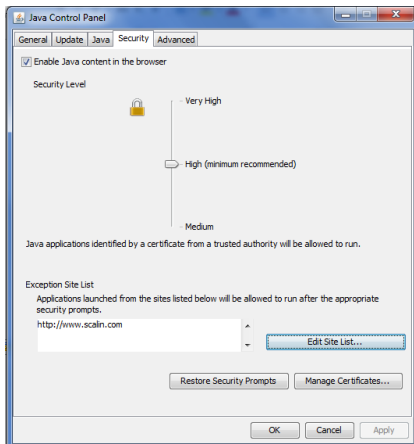 Java Control Panel
General Update Java Security Advanced
Enable Java content in the browser
Security Level
Very High
High (minimum recommended)
Medium
Java applications identified by a certificate from a trusted authority will be allowed to run.
Exception Site List
Applications launched from the sites listed below will be allowed to run after the appropriate
security prompts.
http://www.scalin.com
Edit Site List...
Restore Security Prompts Manage Certificates...
OK Cancel Apply